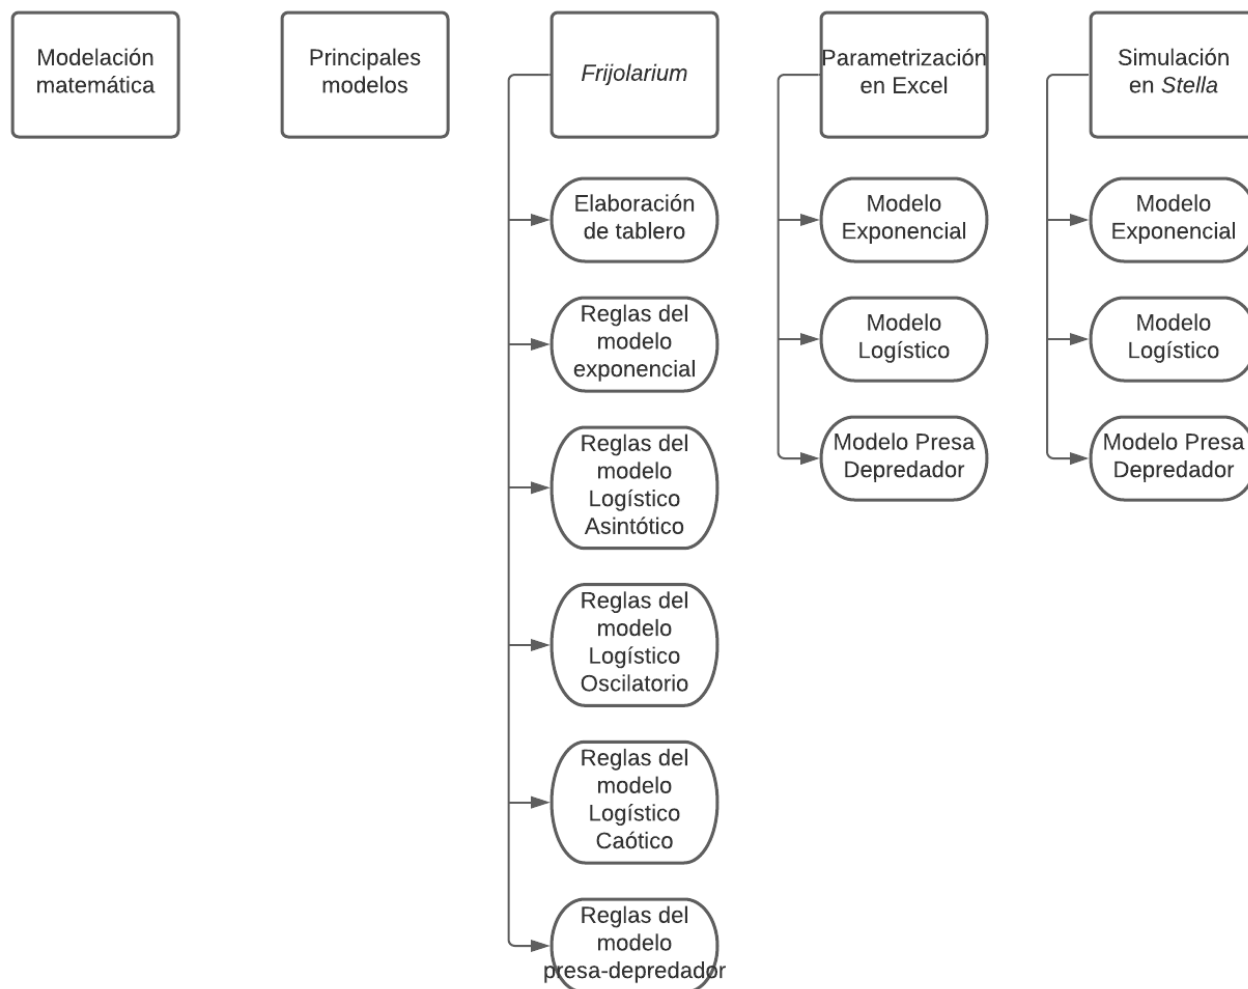 Modelación
matemática
Principales
modelos
Frijolarium
Parametrización
en Excel
Simulación
en Stella
Elaboración
de tablero
Reglas del
modelo
exponencial
Reglas del
modelo
Logístico
Asintótico
Reglas del
modelo
Logístico
Oscilatorio
Reglas del
modelo
Logístico
Caótico
Reglas del
modelo
presa-depredador
Modelo
Exponencial
Modelo
Logístico
Modelo Presa
Depredador
Modelo
Exponencial
Modelo
Logístico
Modelo Presa
Depredador